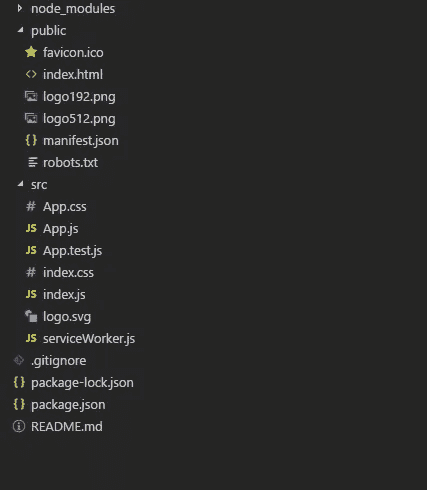 node_modules
public
favicon.ico
index.html
logo192.png
logo512.png
manifest.json
robots.txt
src
App.css
JS App.js
JS App.test.js
index.css
JS index.js
logo.svg
JS serviceWorker.js
.gitignore
package-lock.json
package.json
README.md